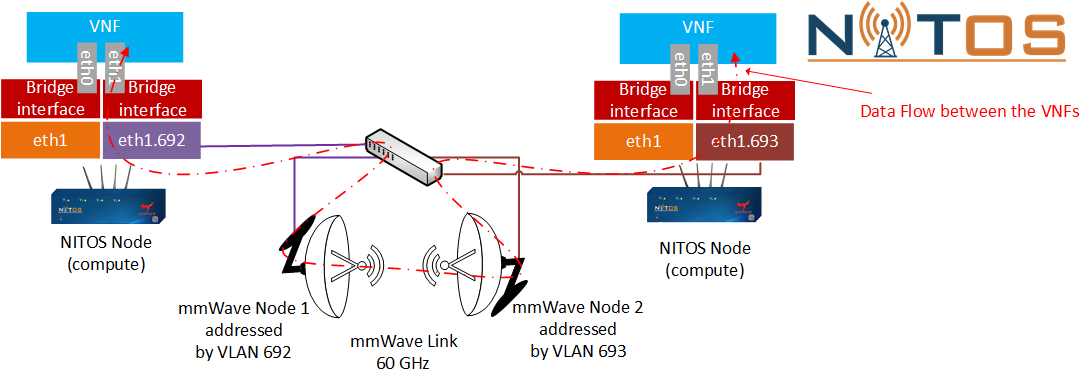 VNF
eth0
eth1
Bridge
interface
Bridge
interface
eth1
eth1.692
NITOS
NITOS Node
(compute)
mmWave Node 1
addressed
by VLAN 692
mmWave Link
60 GHz
mmWave Node 2
addressed
by VLAN 693
VNF
eth0
eth1
Bridge
interface
Bridge
interface
eth1
eth1.693
NITOS
NITOS Node
(compute)
NITOS
Data Flow between the VNFs